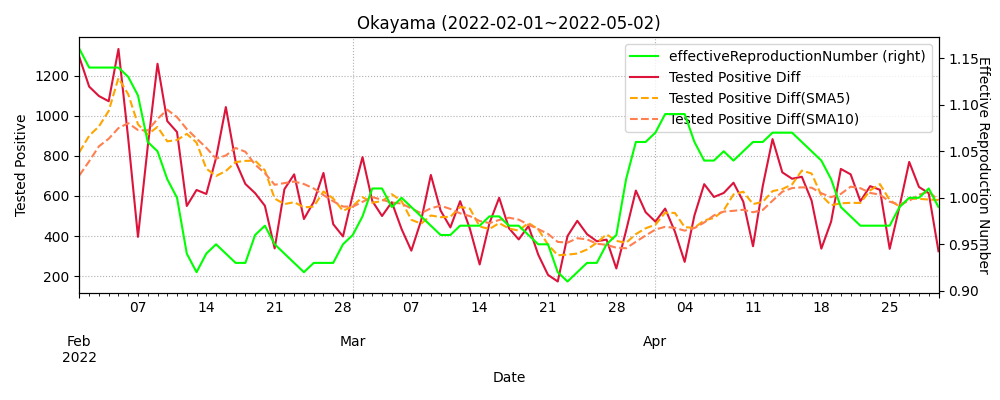 Okayama (2022-02-01~2022-05-02)
effectiveReproductionNumber (right)
Tested Positive Diff
Tested Positive Diff(SMA5)
Tested Positive Diff(SMA10)
Tested Positive
1200
1000
800
600
400
200
Effective Reproduction Number
1.15
1.10
1.05
1.00
0.95
0.90
07 14 21 28 07 14 21 28 04 11 18 25
Feb Mar Apr
2022
Date